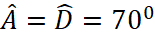 Â = D̂ = 70⁰